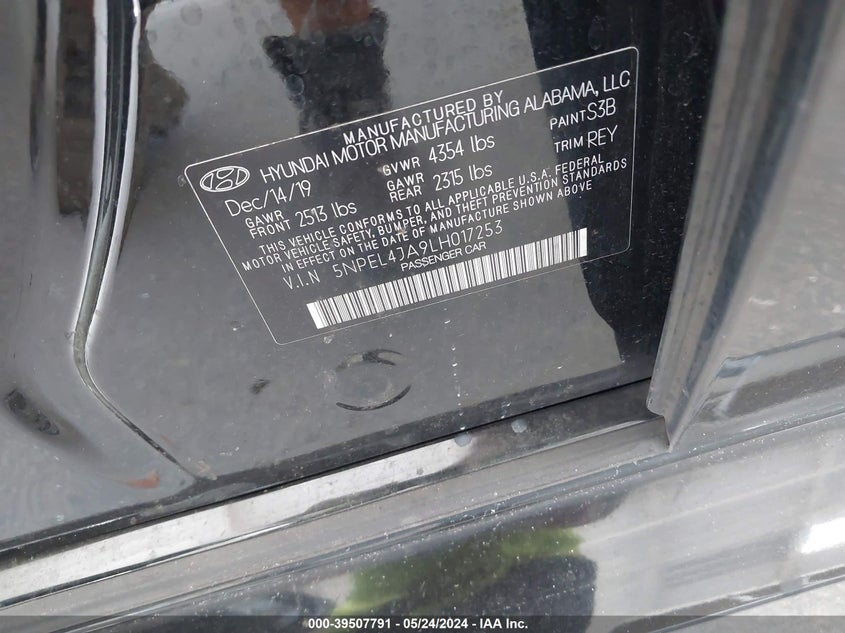 MANUFACTURED BY
HYUNDAI MOTOR MANUFACTURING ALABAMA, LLC
Dec/14/19 GVWR 4354 lbs PAINT S3B
GAWR FRONT 2513 lbs GAWR REAR 2315 lbs TRIM REY
THIS VEHICLE CONFORMS TO ALL APPLICABLE U.S.A. FEDERAL
MOTOR VEHICLE SAFETY, BUMPER, AND THEFT PREVENTION STANDARDS
IN EFFECT ON THE DATE OF MANUFACTURE SHOWN ABOVE
V.I.N 5NPEL4JA9LH017253
PASSENGER CAR
HYUNDAI - 39507791 - 05/24/2024 - IAA Inc.